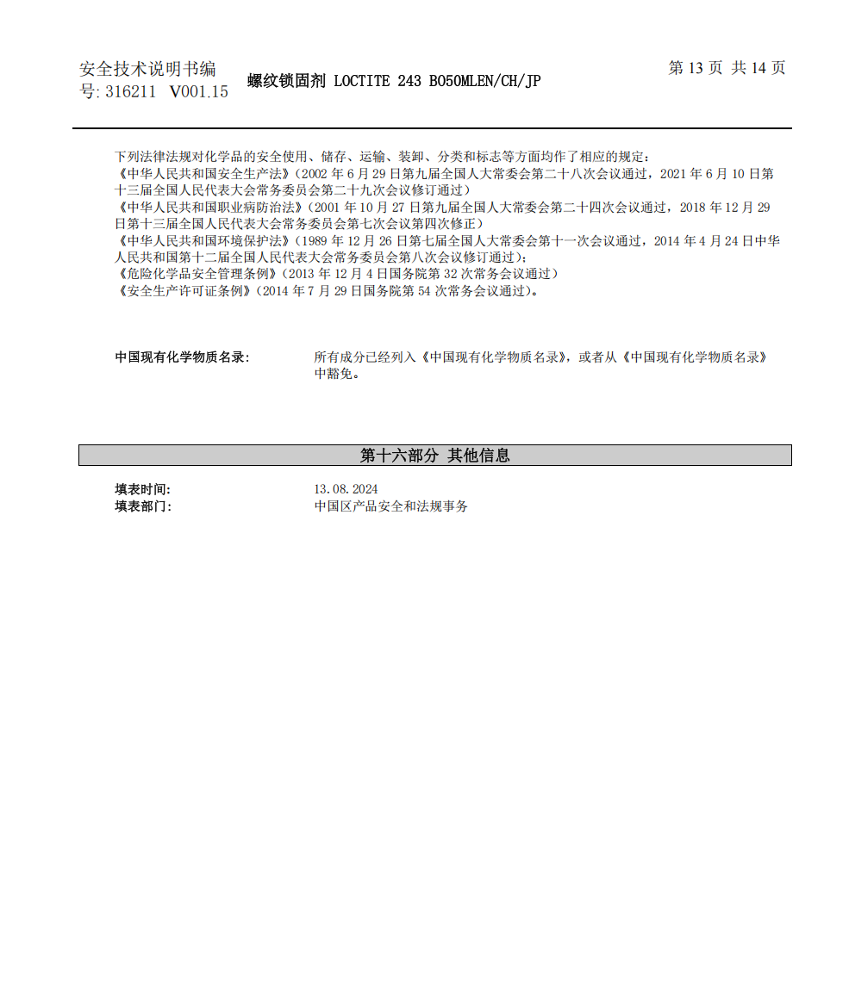 安全技术说明书编
号: 316211 V001.15
螺纹锁固剂 LOCTITE 243 BO50MLEN/CH/JP
第 13 页 共 14 页
下列法律法规对化学品的安全使用、储存、运输、装卸、分类和标志等方面均作了相应的规定：
《中华人民共和国安全生产法》（2002 年 6 月 29 日第九届全国人大常委会第二十八次会议通过，2021 年 6 月 10 日第
十三届全国人民代表大会常务委员会第二十九次会议修订通过）
《中华人民共和国职业病防治法》（2001 年 10 月 27 日第九届全国人大常委会第二十四次会议通过，2018 年 12 月 29
日第十三届全国人民代表大会常务委员会第七次会议第四次修正）
《中华人民共和国环境保护法》（1989 年 12 月 26 日第七届全国人大常委会第十一次会议通过，2014 年 4 月 24 日中华
人民共和国第十二届全国人民代表大会常务委员会第八次会议修订通过）；
《危险化学品安全管理条例》（2013 年 12 月 4 日国务院第 32 次常务会议通过）
《安全生产许可证条例》（2014 年 7 月 29 日国务院第 54 次常务会议通过）。
中国现有化学物质名录:
所有成分已经列入《中国现有化学物质名录》，或者从《中国现有化学物质名录》
中豁免。
第十六部分 其他信息
填表时间:
13.08.2024
填表部门:
中国区产品安全和法规事务